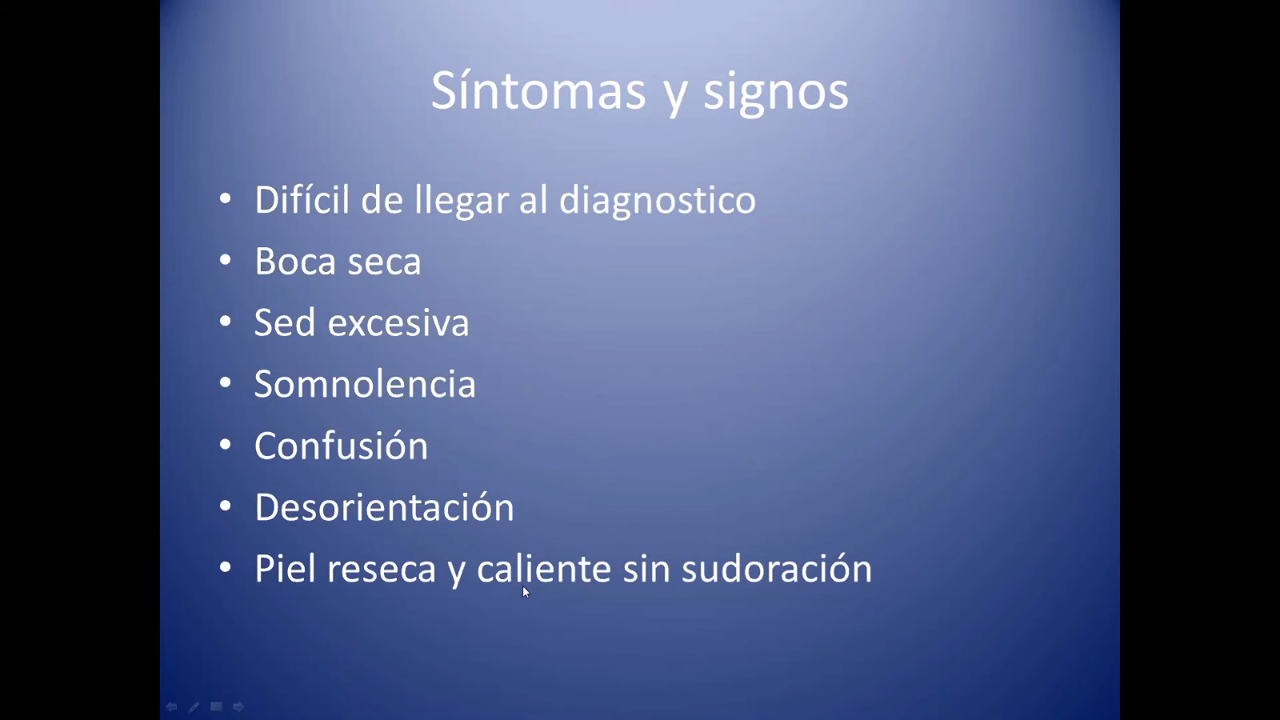 Síntomas y signos
• Difícil de llegar al diagnostico
• Boca seca
• Sed excesiva
• Somnolencia
• Confusión
• Desorientación
• Piel reseca y caliente sin sudoración